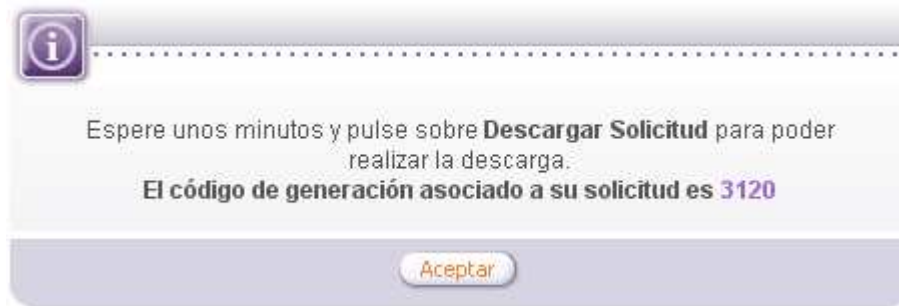 Espere unos minutos y pulse sobre Descargar Solicitud para poder
realizar la descarga.
El código de generación asociado a su solicitud es 3120
Aceptar